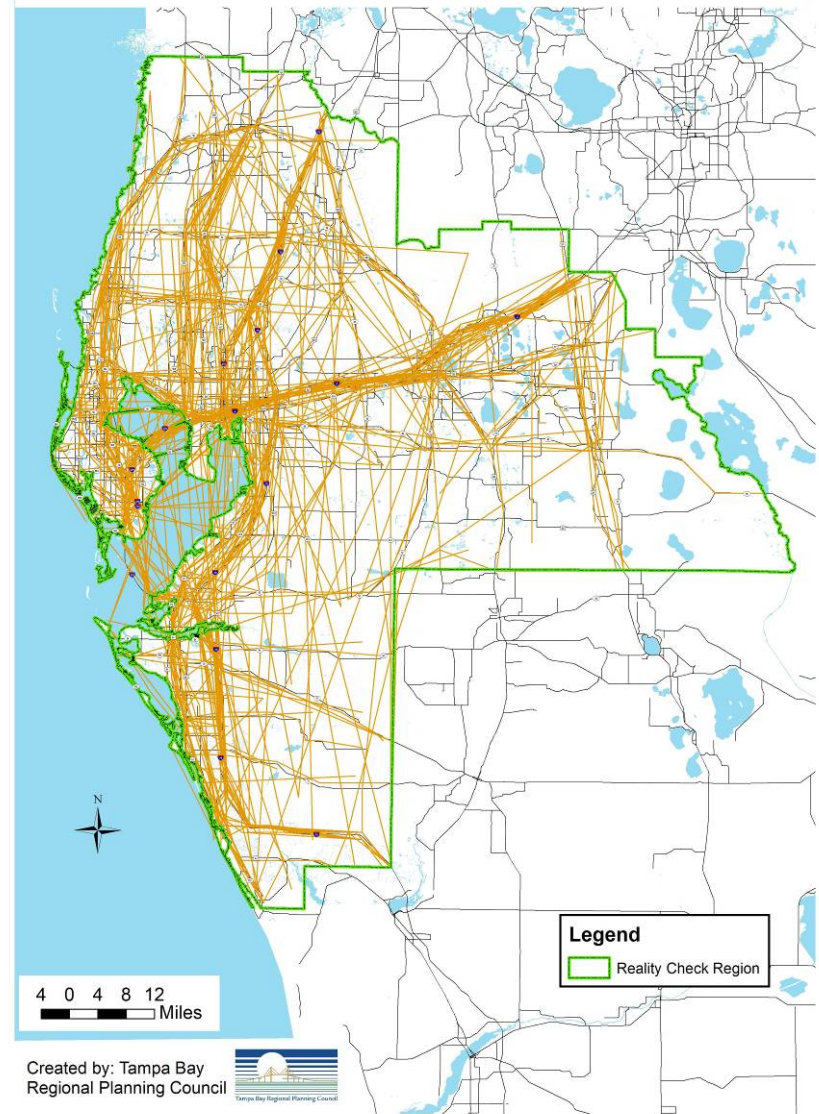 N
Legend
Reality Check Region
4 0 4 8 12
Miles
Created by: Tampa Bay
Regional Planning Council
Tampa Bay Regional Planning Council